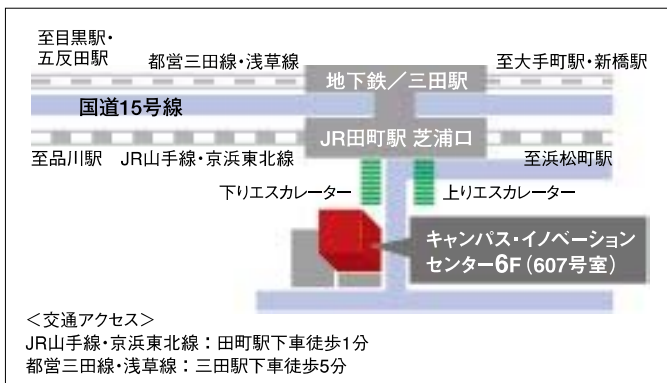 至目黒駅・
五反田駅
都営三田線・浅草線
地下鉄／三田駅
至大手町駅・新橋駅
国道15号線
JR田町駅 芝浦口
至品川駅
JR山手線・京浜東北線
至浜松町駅
下りエスカレーター
上りエスカレーター
キャンパス・イノベーション
センター6F（607号室）
＜交通アクセス＞
JR山手線・京浜東北線：田町駅下車徒歩1分
都営三田線・浅草線：三田駅下車徒歩5分